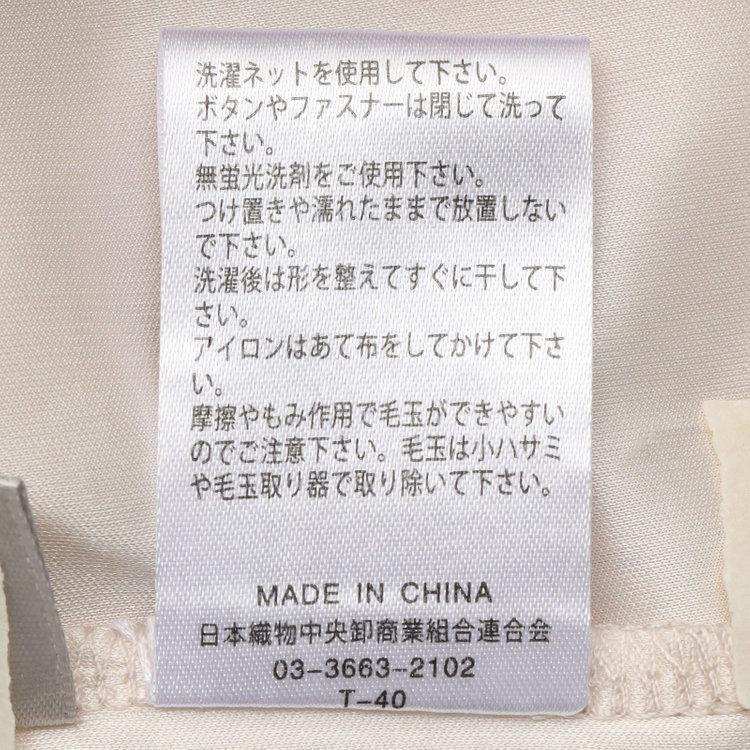 洗濯ネットを使用して下さい。
ボタンやファスナーは閉じて洗って
下さい。
無蛍光洗剤をご使用下さい。
つけ置きや濡れたままで放置しない
で下さい。
洗濯後は形を整えてすぐに干して下
さい。
アイロンはあて布をしてかけて下さ
い。
摩擦やもみ作用で毛玉ができやすい
のでご注意下さい。毛玉は小ハサミ
や毛玉取り器で取り除いて下さい。
MADE IN CHINA
日本織物中央卸商業組合連合会
03-3663-2102
T-40